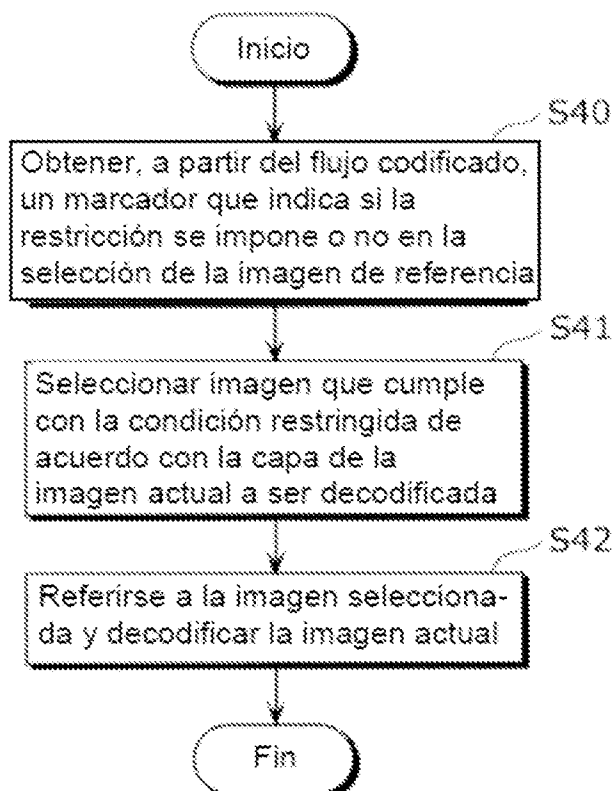 Inicio
S40
Obtener, a partir del flujo codificado,
un marcador que indica si la
restricción se impone o no en la
selección de la imagen de referencia
S41
Seleccionar imagen que cumple
con la condición restringida de
acuerdo con la capa de la
imagen actual a ser decodificada
S42
Referirse a la imagen selecciona-
da y decodificar la imagen actual
Fin